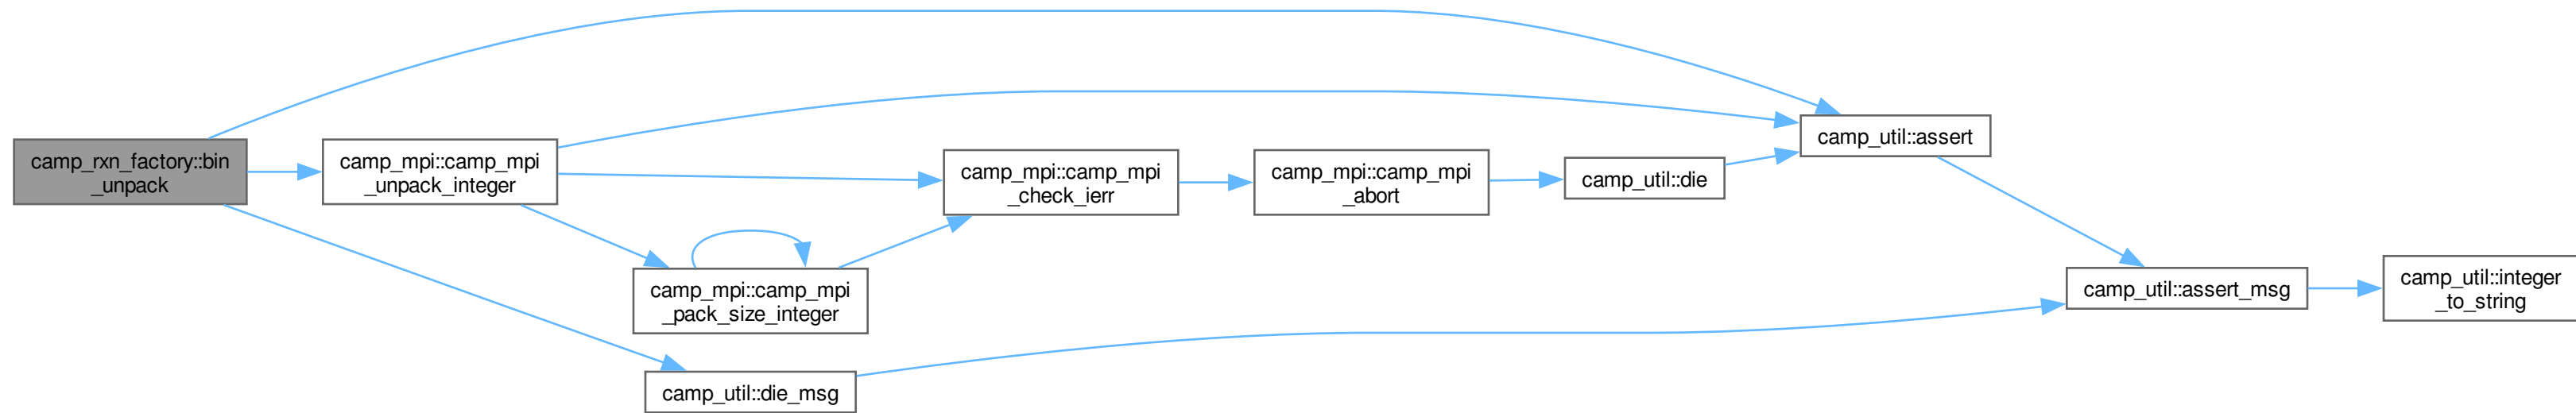 camp_rxn_factory::bin
_unpack
camp_mpi::camp_mpi
_unpack_integer
camp_mpi::camp_mpi
_pack_size_integer
camp_util::die_msg
camp_mpi::camp_mpi
_check_ierr
camp_mpi::camp_mpi
_abort
camp_util::die
camp_util::assert
camp_util::assert_msg
camp_util::integer
_to_string